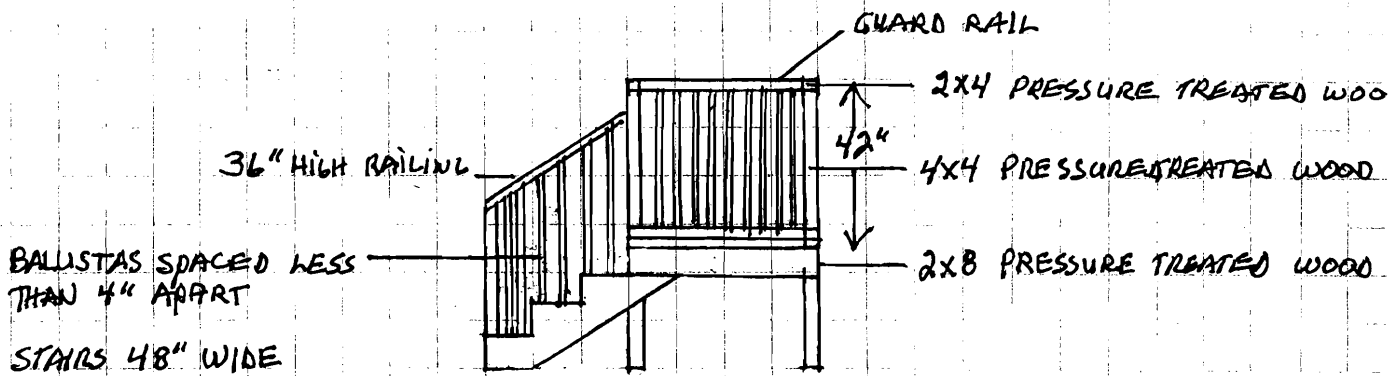 GUARD RAIL
2X4 PRESSURE TREATED WOO
42"
36" HIGH RAILING
4X4 PRESSURETREATED WOOD
BALUSTAS SPACED LESS
THAN 4" APART
2X8 PRESSURE TREATED WOOD
STAIRS 48" WIDE